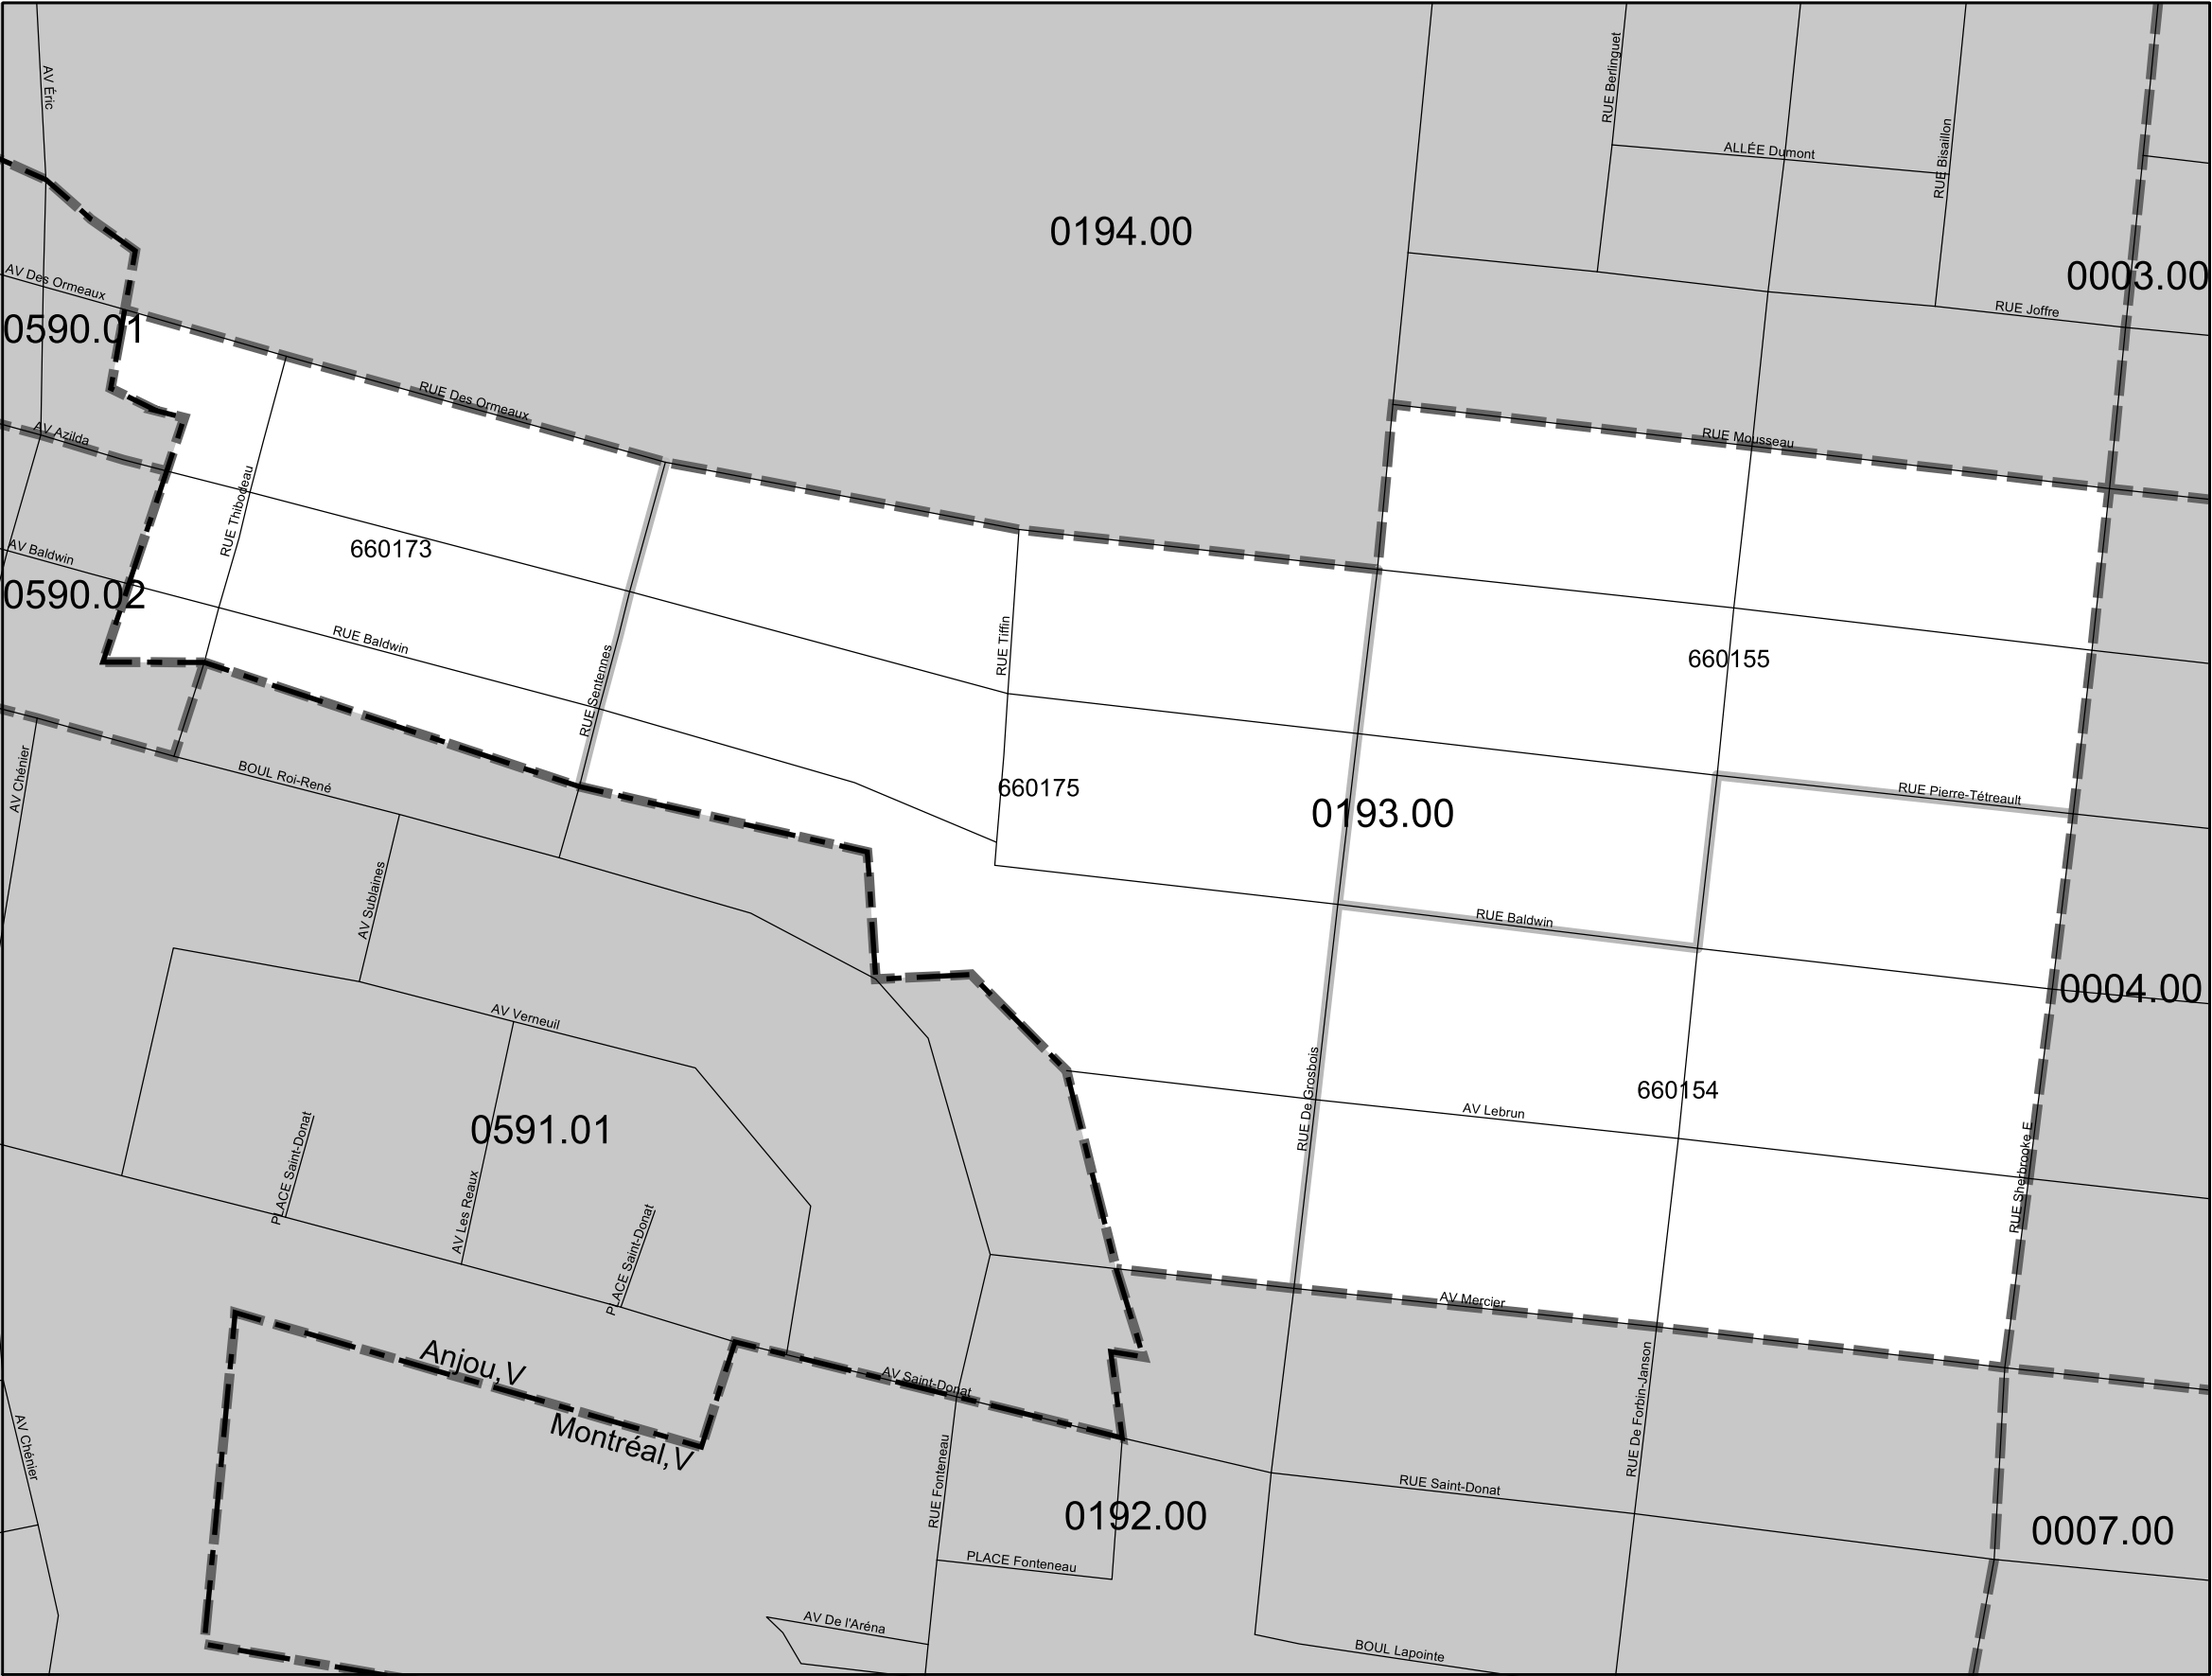 RUE Berlinguet
AV Éric
RUE Bisaillon
ALLÉE Dumont
0194.00
0003.00
AV Des Ormeaux
RUE Joffre
0590.01
RUE Des Ormeaux
AV Azilda
RUE Mousseau
RUE Thibodeau
660173
AV Baldwin
0590.02
RUE Baldwin
RUE Tiffin
RUE Sentennes
660155
AV Chénier
BOUL Roi-René
660175
0193.00
RUE Pierre-Tétreault
AV Sublaines
RUE Baldwin
0004.00
AV Verneuil
RUE De Grosbois
660154
AV Lebrun
PLACE Saint-Donat
0591.01
AV Les Reaux
PLACE Saint-Donat
RUE Sherbrooke E
AV Mercier
Anjou,V
Montréal,V
AV Saint-Donat
RUE De Forbin-Janson
AV Chénier
RUE Fonteneau
RUE Saint-Donat
0192.00
0007.00
PLACE Fonteneau
AV De l'Aréna
BOUL Lapointe